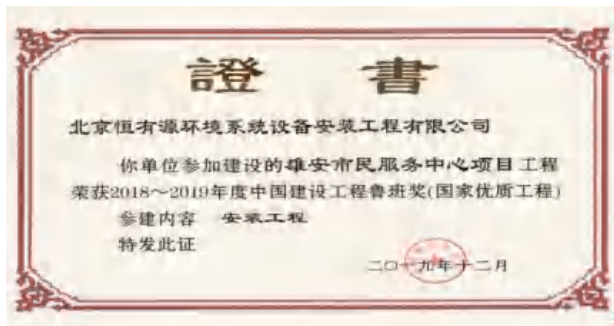 證書
北京恒有源环境系统设备安装工程有限公司
你单位参加建设的雄安市民服务中心项目工程
荣获2018～2019年度中国建设工程鲁班奖(国家优质工程)
参建内容 安装工程
特发此证
二〇一九年十二月